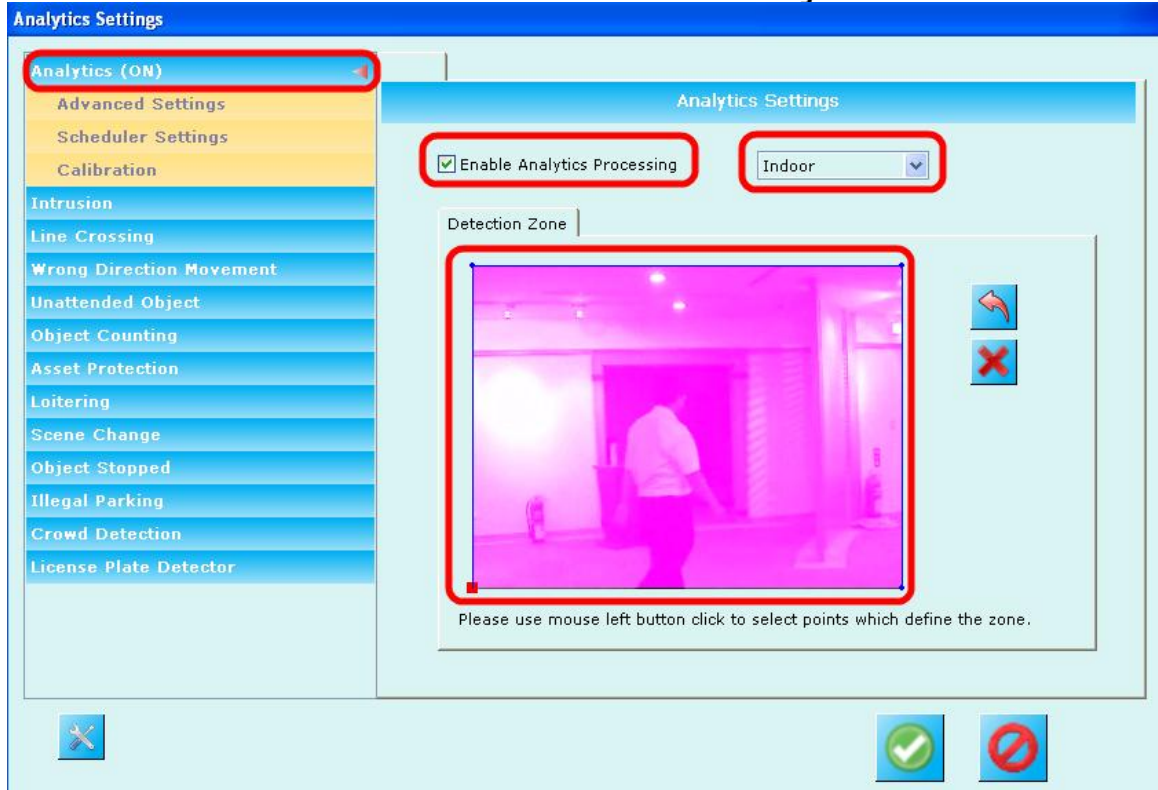 Analytics Settings
Analytics (ON)
Advanced Settings
Scheduler Settings
Calibration
Intrusion
Line Crossing
Wrong Direction Movement
Unattended Object
Object Counting
Asset Protection
Loitering
Scene Change
Object Stopped
Illegal Parking
Crowd Detection
License Plate Detector
Analytics Settings
Enable Analytics Processing
Indoor
Detection Zone
Please use mouse left button click to select points which define the zone.